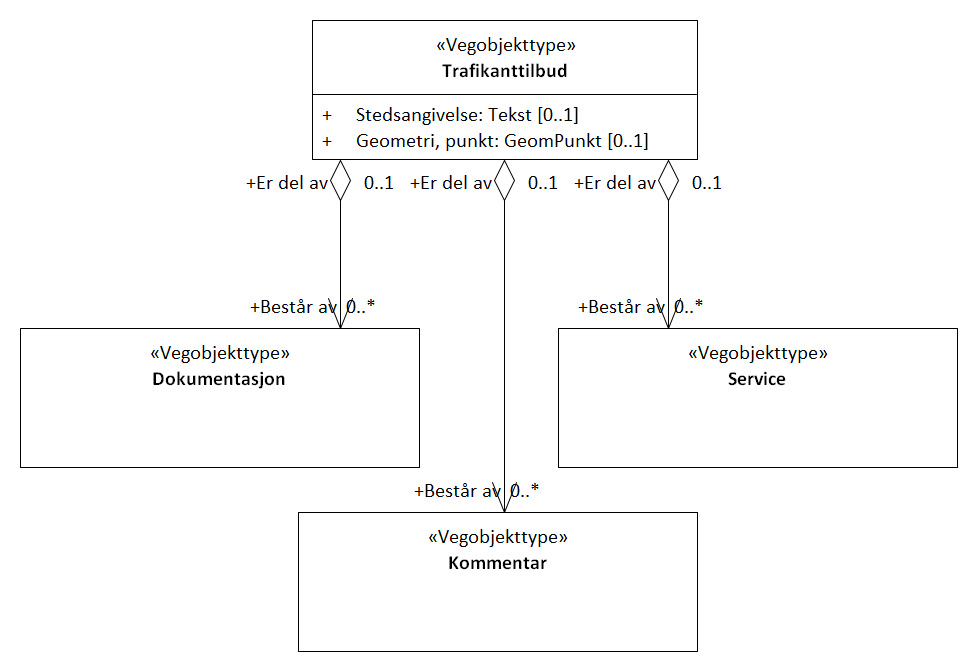 «Vegobjekttype»
Trafikanttilbud
+ Stedsangivelse: Tekst [0..1]
+ Geometri, punkt: GeomPunkt [0..1]
+Er del av 0..1 +Er del av 0..1 +Er del av 0..1
+Består av 0..* +Består av 0..*
«Vegobjekttype» «Vegobjekttype»
Dokumentasjon Service
+Består av 0..*
«Vegobjekttype»
Kommentar